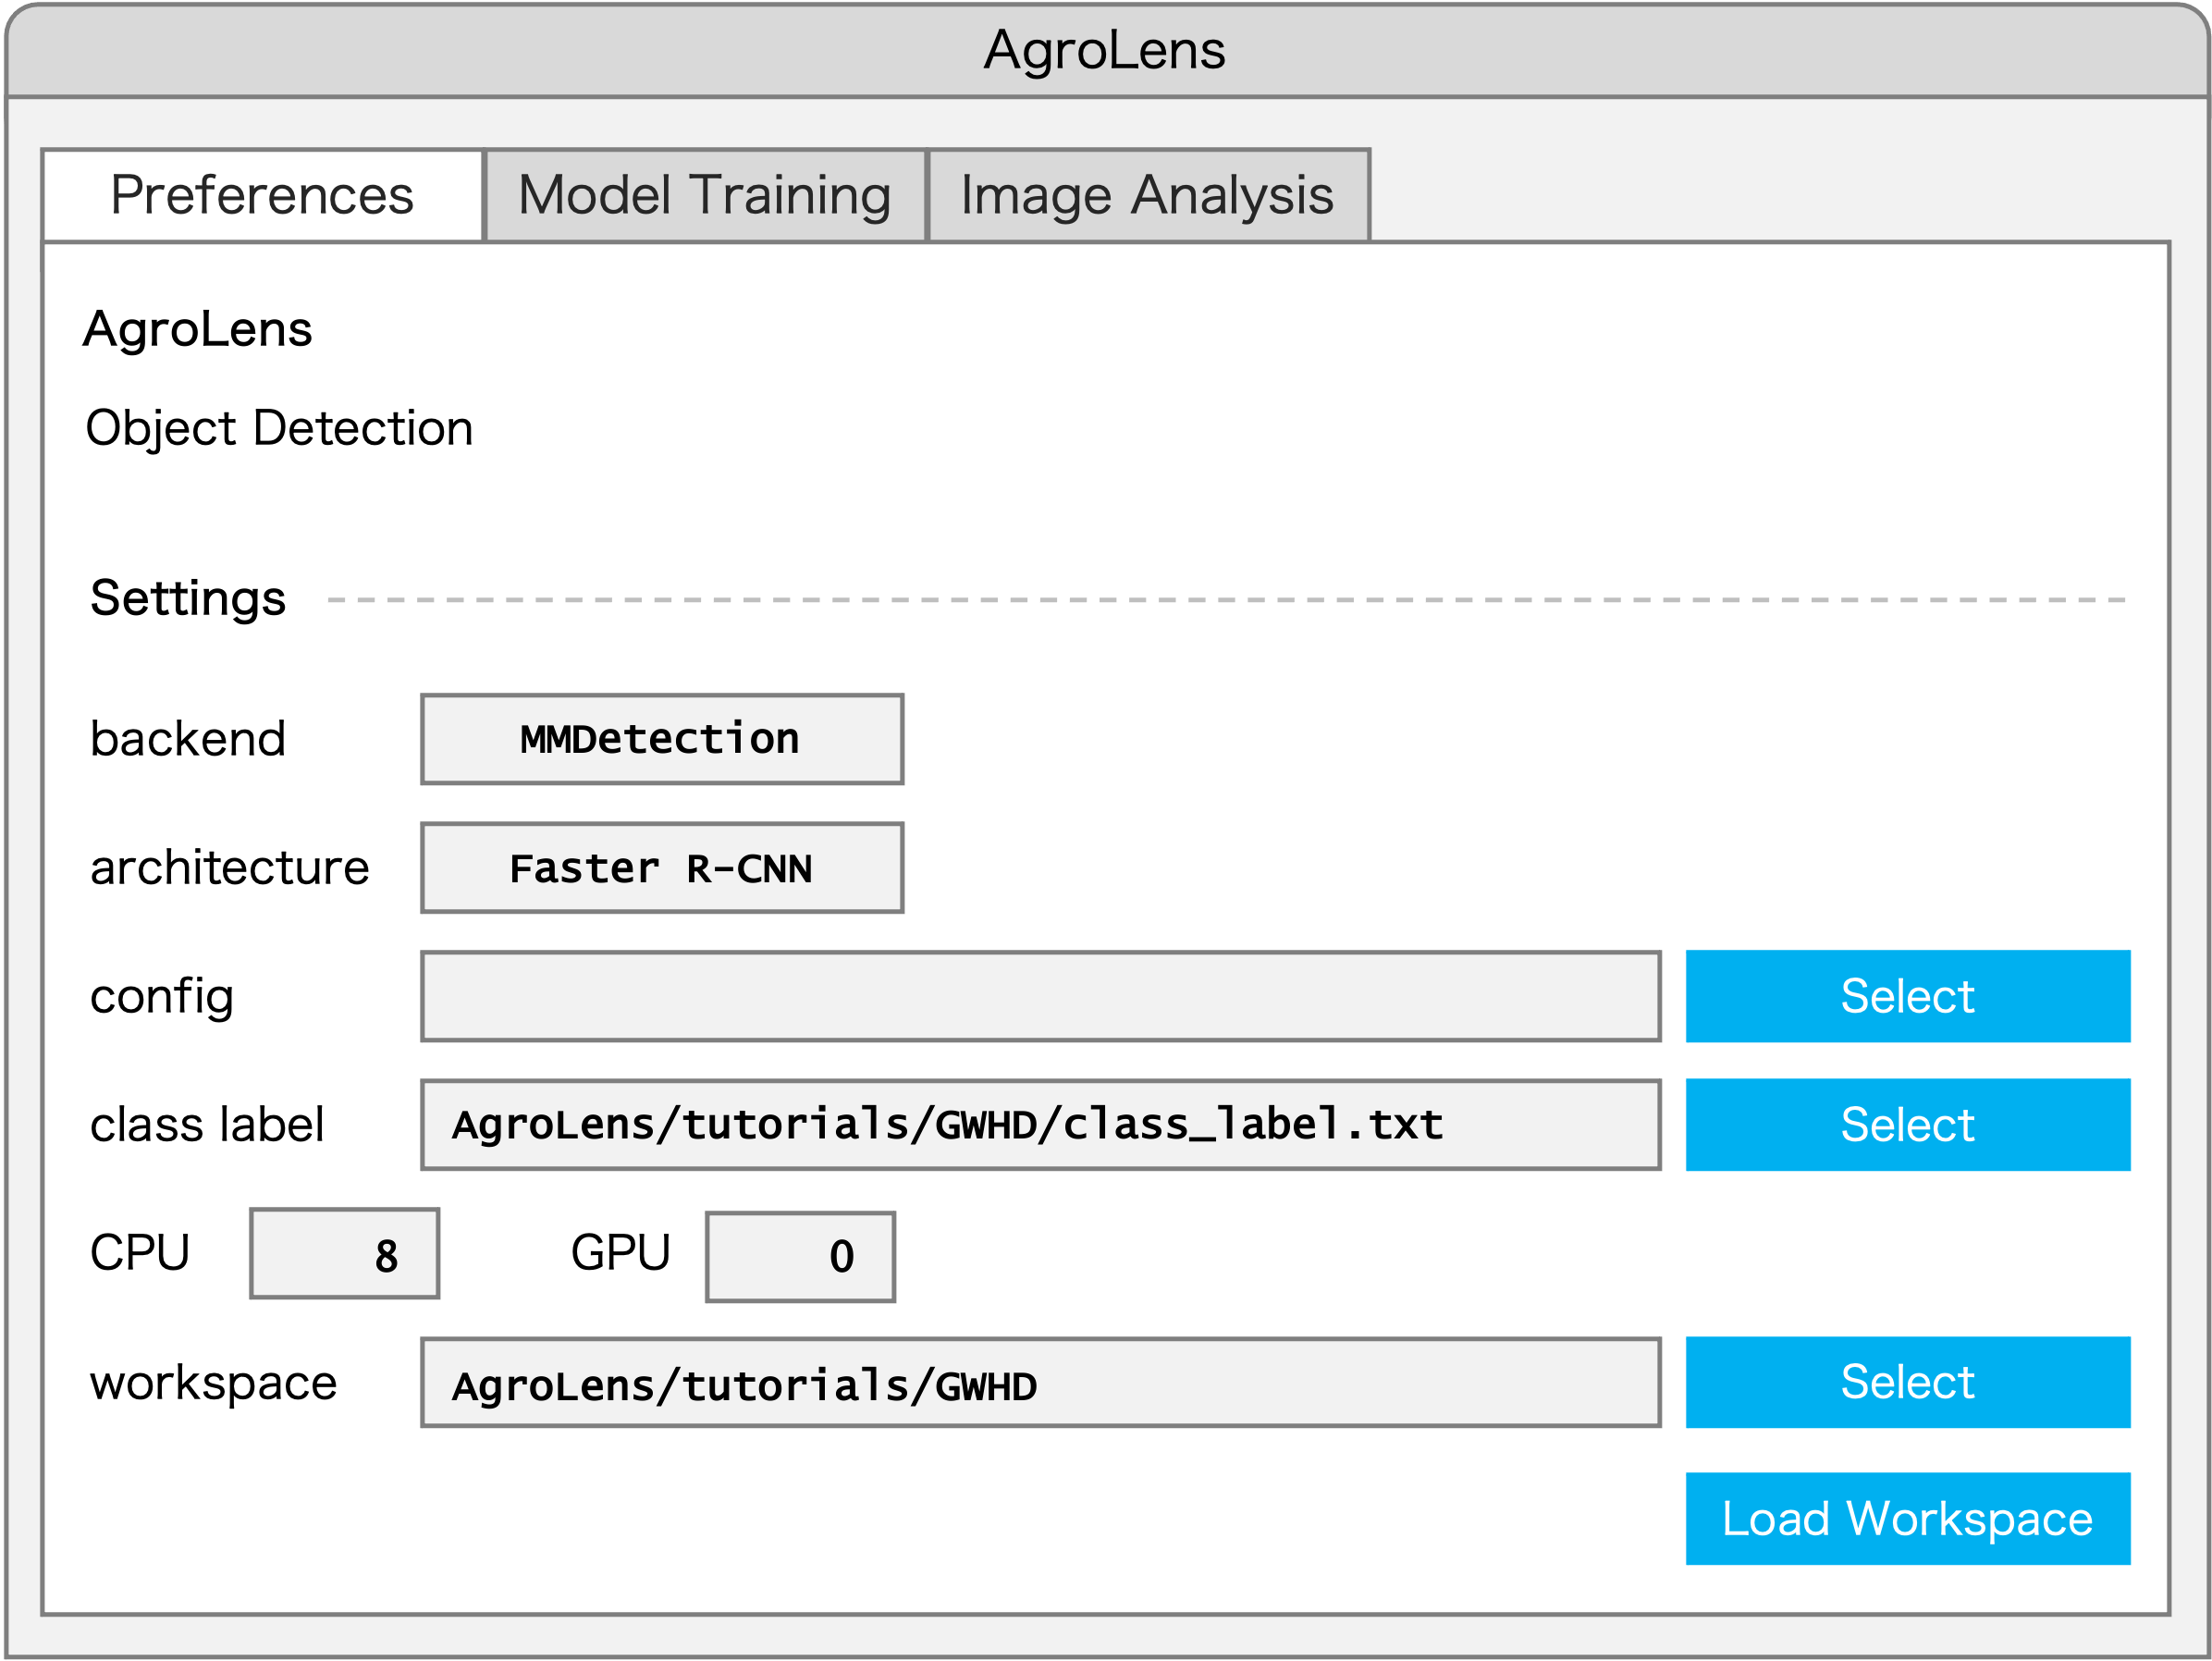 AgroLens
Preferences Model Training Image Analysis
AgroLens
Object Detection
Settings
backend MMDetection
architecture Faster R-CNN
config Select
class label AgroLens/tutorials/GWHD/class_label.txt Select
CPU 8 GPU 0
workspace AgroLens/tutorials/GWHD Select
Load Workspace